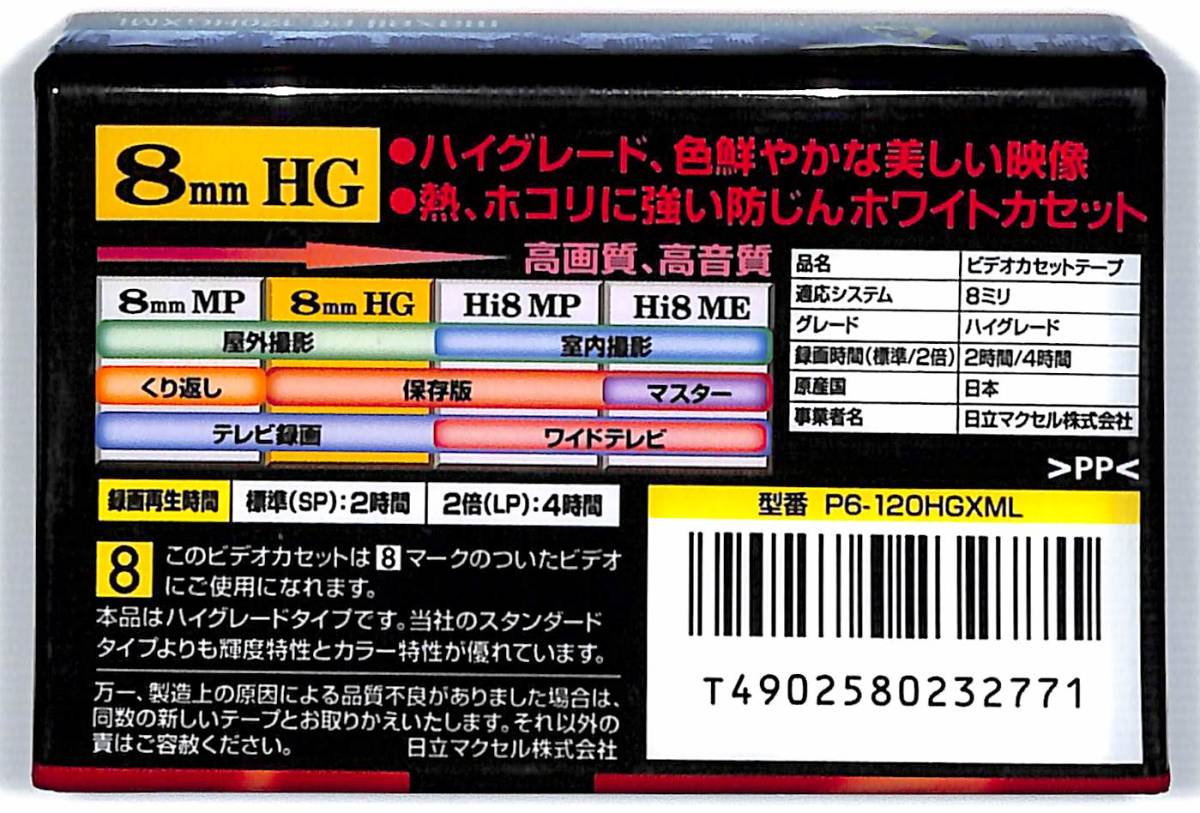 8mm HG
●ハイグレード、色鮮やかな美しい映像
●熱、ホコリに強い防じんホワイトカセット
高画質、高音質
8mm MP 8mm HG Hi8 MP Hi8 ME
屋外撮影 室内撮影
くり返し 保存版 マスター
テレビ録画 ワイドテレビ
品名 ビデオカセットテープ
適応システム 8ミリ
グレード ハイグレード
録画時間(標準/2倍) 2時間/4時間
原産国 日本
事業者名 日立マクセル株式会社
>PP<
録画再生時間 標準(SP):2時間 2倍(LP):4時間
8 このビデオカセットは8マークのついたビデオ
にご使用になれます。
本品はハイグレードタイプです。当社のスタンダード
タイプよりも輝度特性とカラー特性が優れています。
万一、製造上の原因による品質不良がありました場合は、
同数の新しいテープとお取りかえいたします。それ以外の
責はご容赦ください。 日立マクセル株式会社
型番 P6-120HGXML
T4902580232771